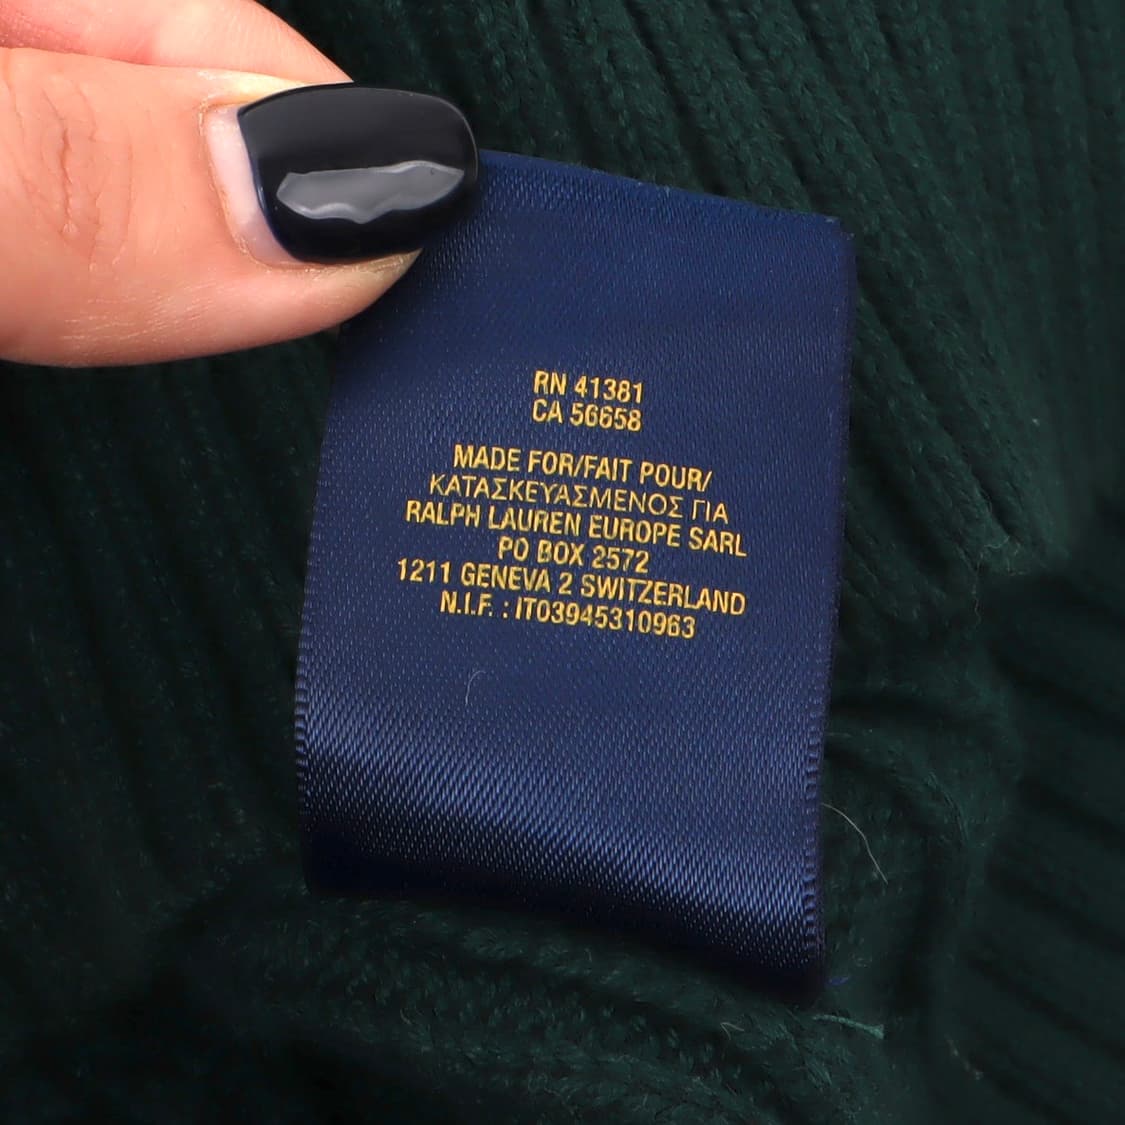 RN 41381
CA 56658
MADE FOR/FAIT POUR/
ΚΑΤΑΣΚΕΥΑΣΜΕΝΟΣ ΓΙΑ
RALPH LAUREN EUROPE SARL
PO BOX 2572
1211 GENEVA 2 SWITZERLAND
N.I.F. : IT03945310963